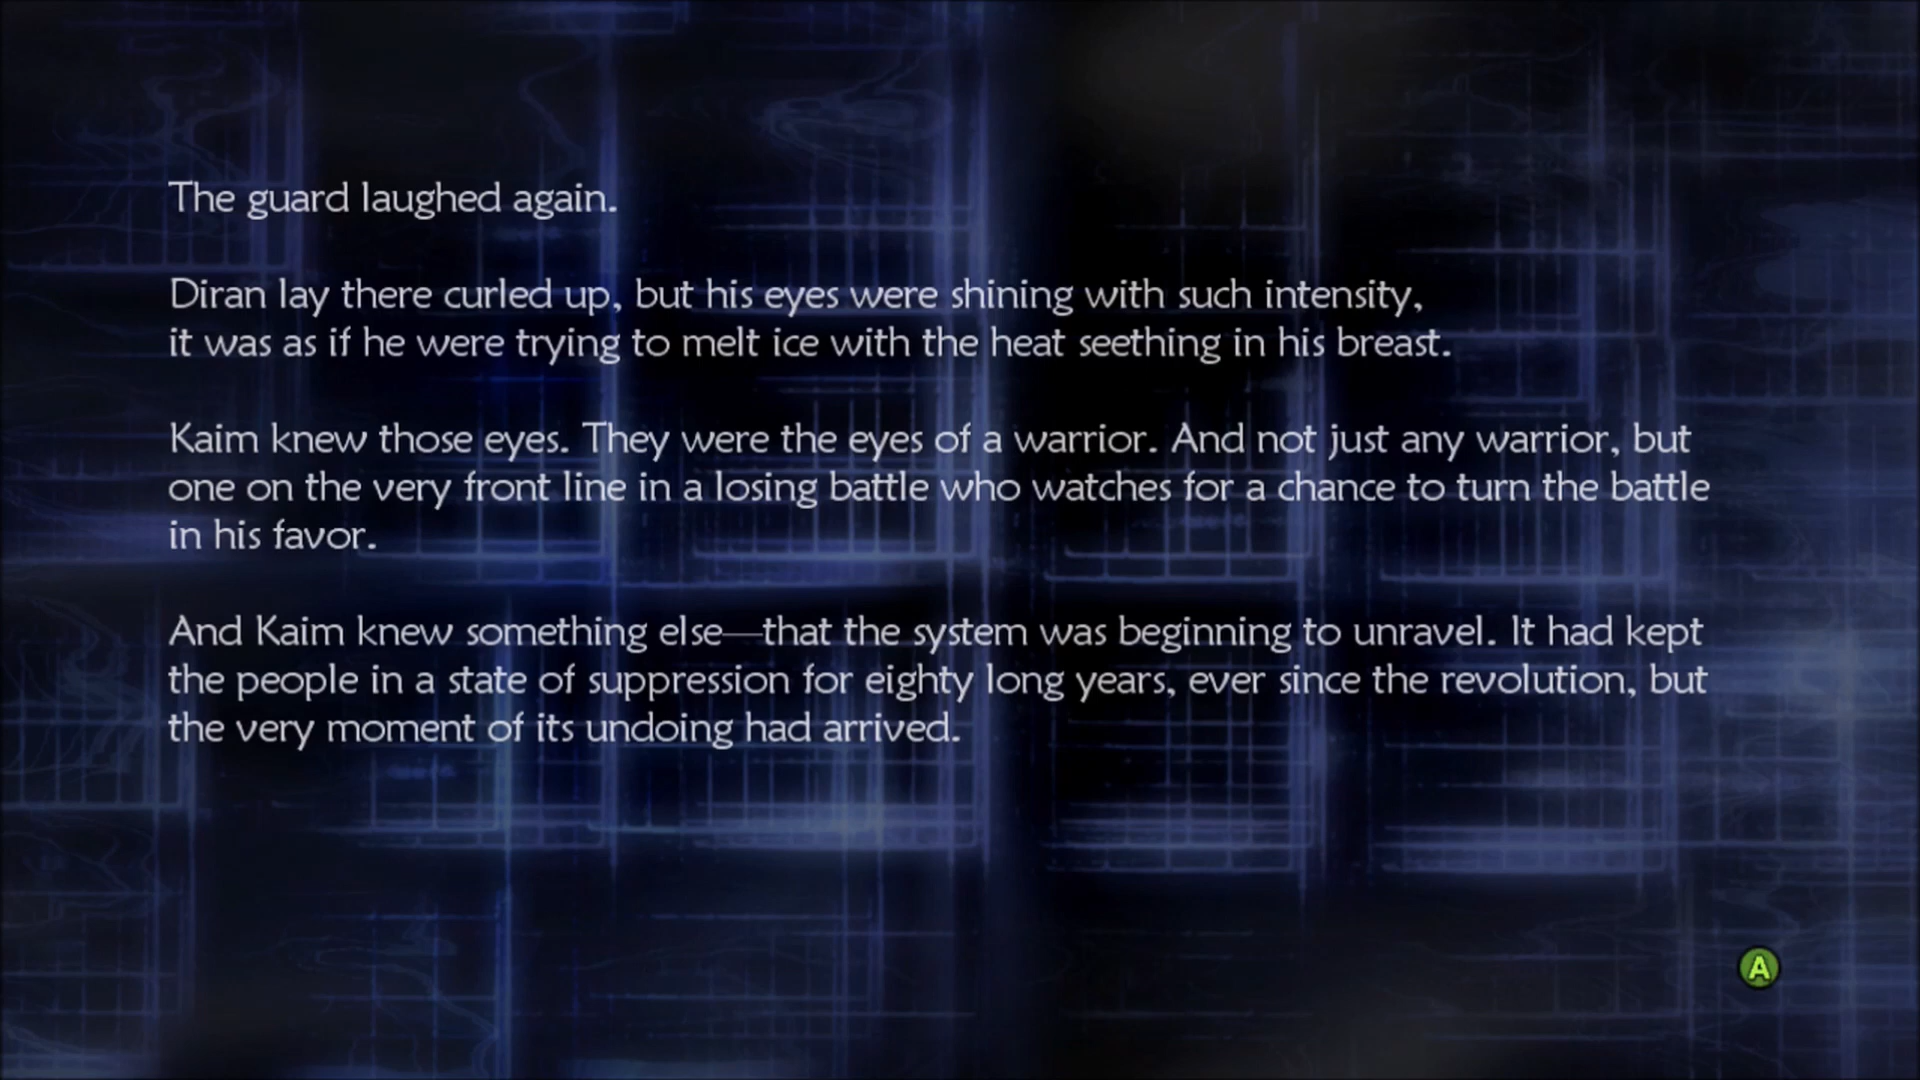 The guard laughed again.
Diran lay there curled up, but his eyes were shining with such intensity,
it was as if he were trying to melt ice with the heat seething in his breast.
Kaim knew those eyes. They were the eyes of a warrior. And not just any warrior, but
one on the very front line in a losing battle who watches for a chance to turn the battle
in his favor.
And Kaim knew something else—that the system was beginning to unravel. It had kept
the people in a state of suppression for eighty long years, ever since the revolution, but
the very moment of its undoing had arrived.
A